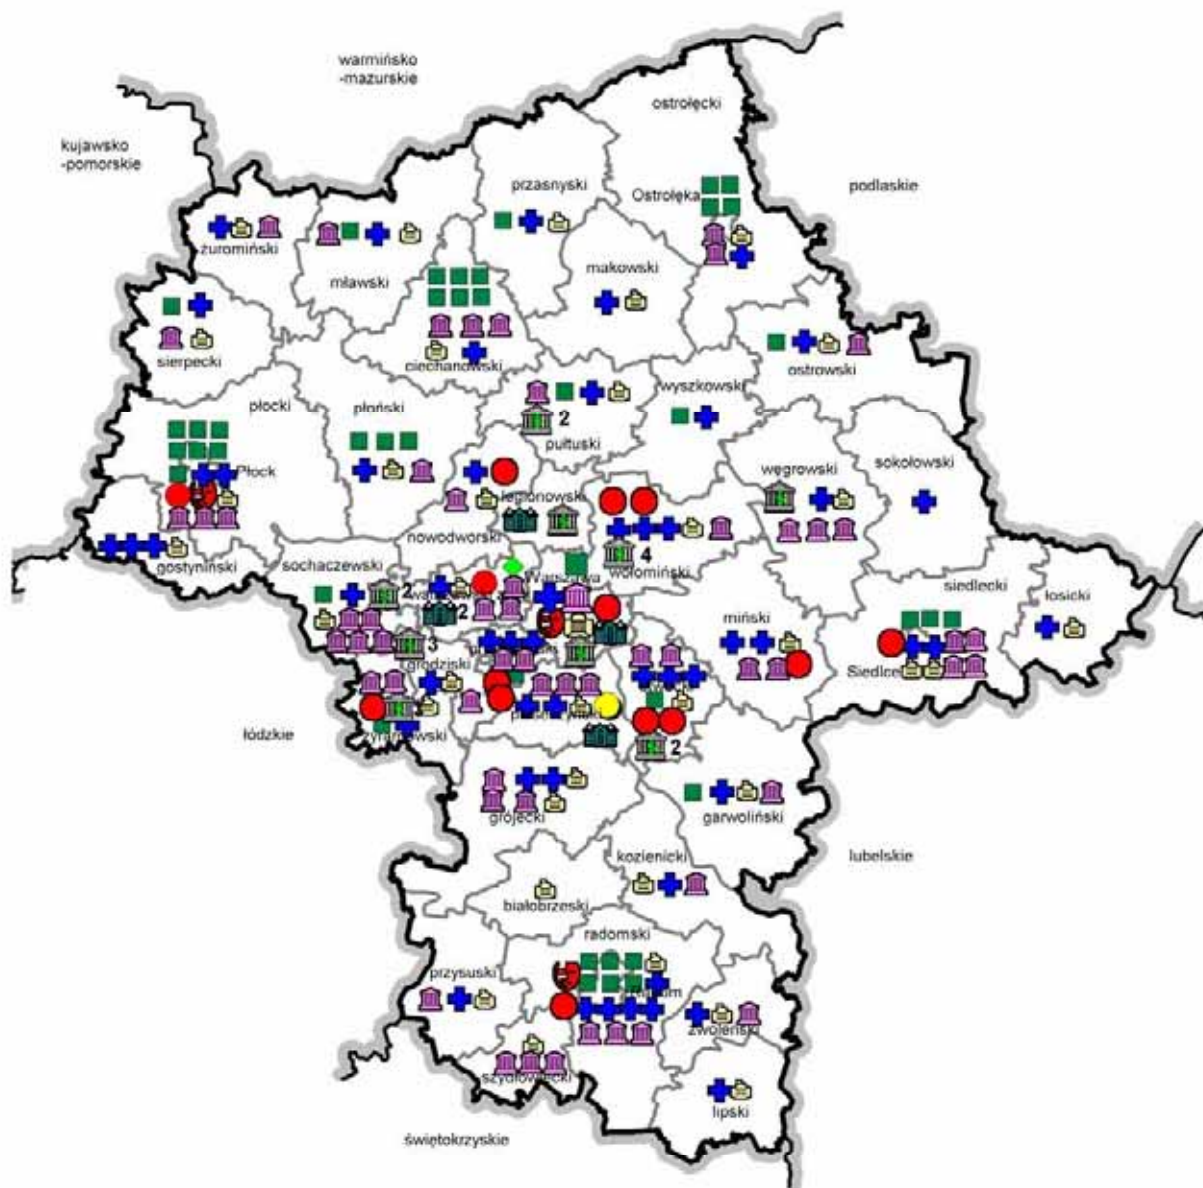 warmińsko
-mazurskie
ostrołęcki
kujawsko
-pomorskie
przasnyski
podlaskie
Ostrołęka
żuromiński
makowski
mławski
sierpecki
ciechanowski
ostrowski
wyszkowski
płocki
płoński
2
pułtuski
Płock
węgrowski
sokołowski
legionowski
nowodworski
4
gostyniński
sochaczewski
Warszawa
wołomiński
siedlecki
łosicki
2
2
miński
3
grodziski
Siedlce
łódzkie
żyrardowski
2
grójecki
garwoliński
kozienicki
lubelskie
białobrzeski
radomski
przysuski
zwoleński
szydłowiecki
lipski
świętokrzyskie